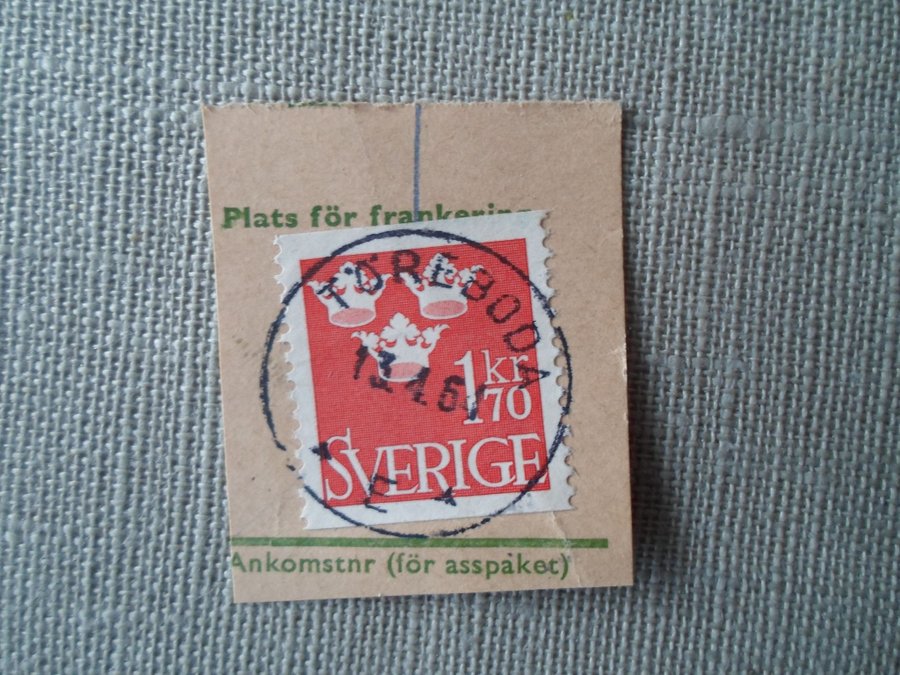 Plats för frankering
TÖREBODA
1 kr 70
SVERIGE
Ankomstnr (för asspaket)